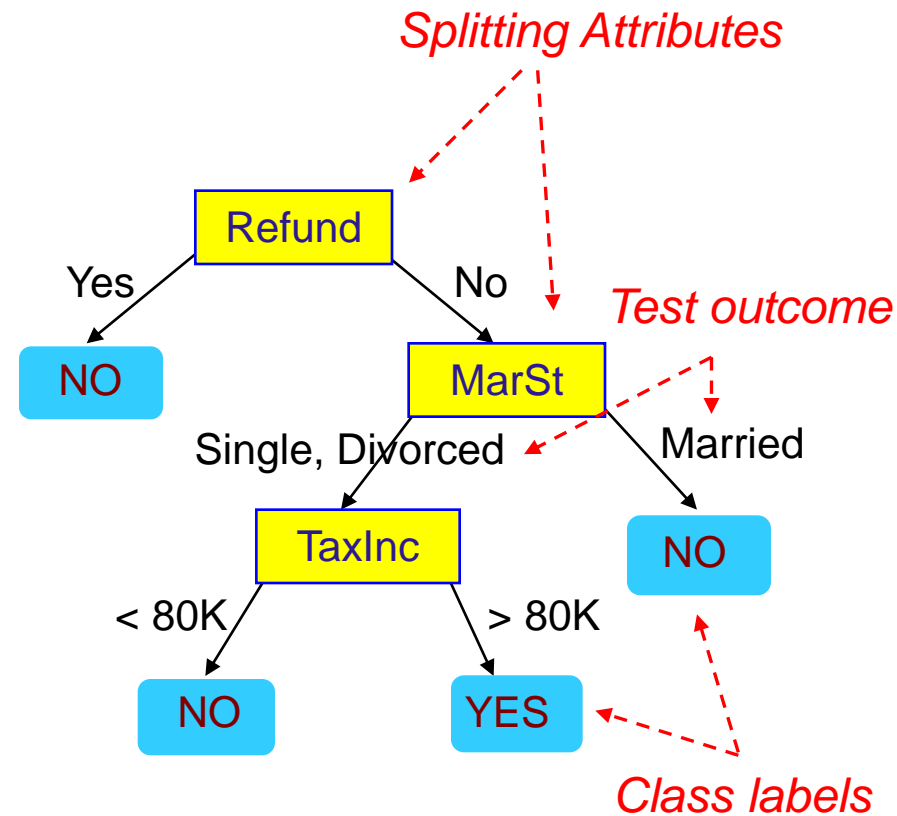 Splitting Attributes
Refund
Yes
No
Test outcome
NO
MarSt
Single, Divorced
Married
TaxInc
NO
< 80K
> 80K
NO
YES
Class labels